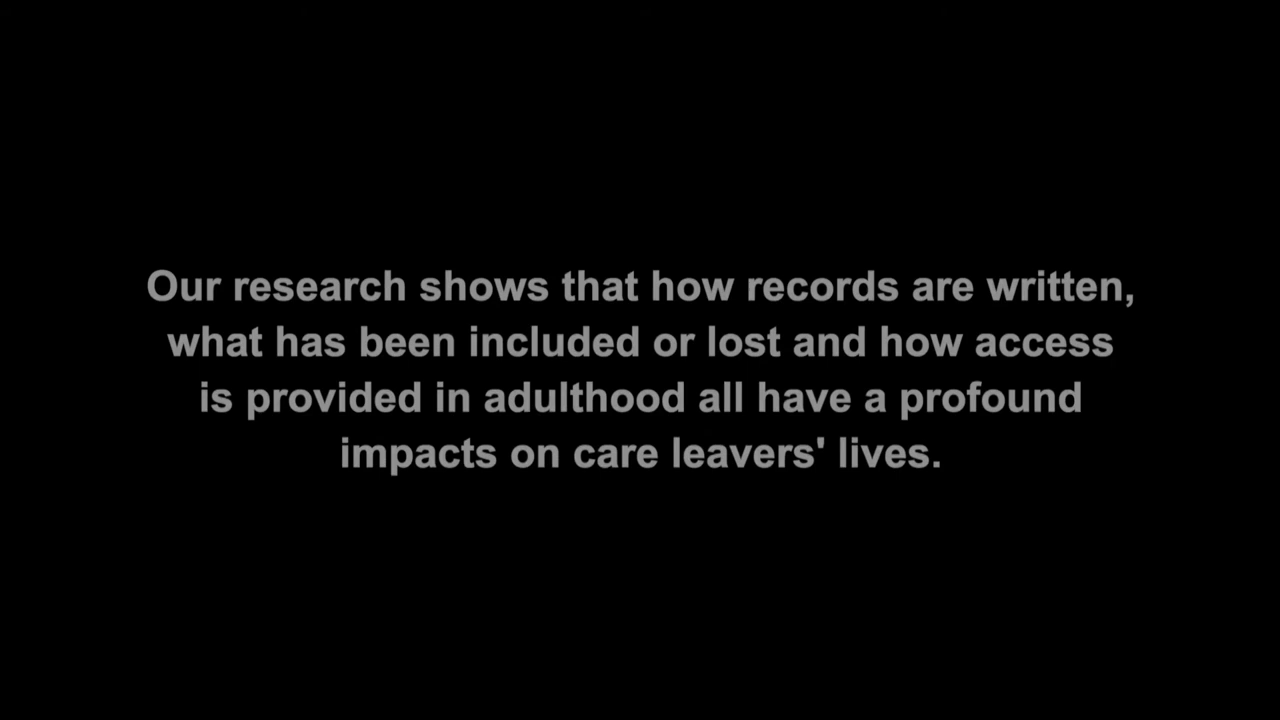 Our research shows that how records are written,
what has been included or lost and how access
is provided in adulthood all have a profound
impacts on care leavers' lives.